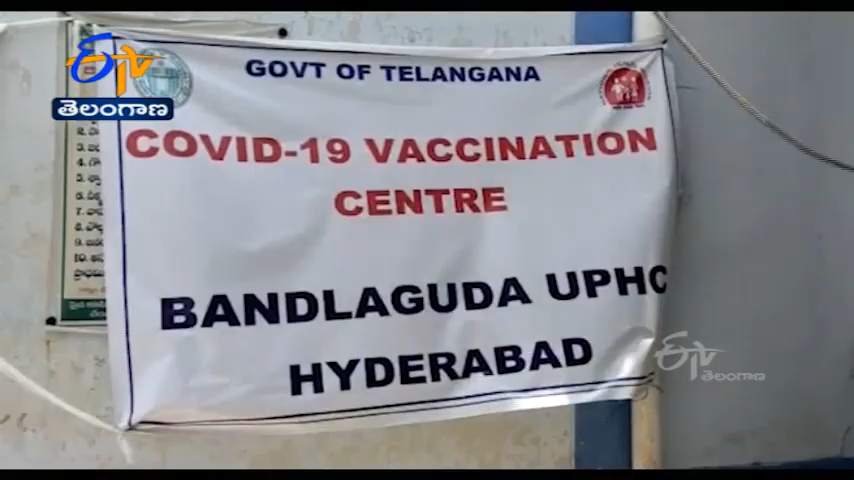 ETV
తెలంగాణ
GOVT OF TELANGANA
COVID-19 VACCINATION
CENTRE
BANDLAGUDA UPHC
HYDERABAD
ETV
తెలంగాణ